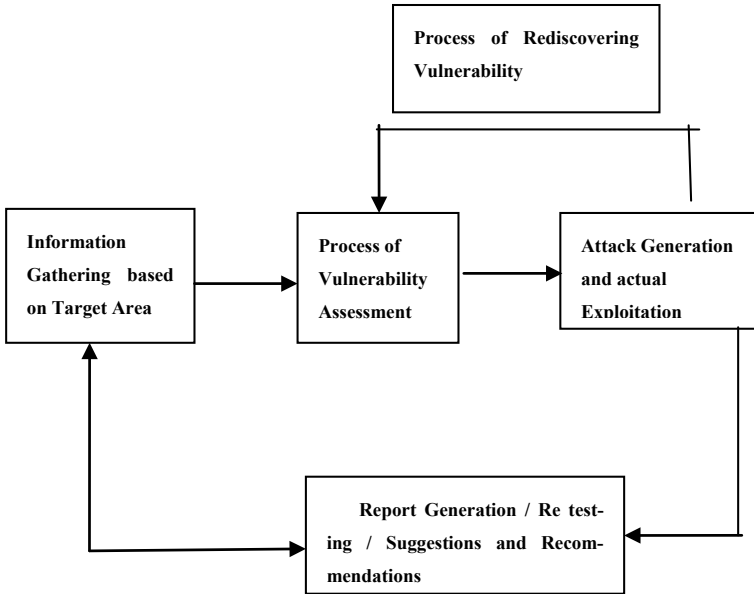 Process of Rediscovering
Vulnerability
Information
Gathering based
on Target Area
Process of
Vulnerability
Assessment
Attack Generation
and actual
Exploitation
Report Generation / Re test-
ing / Suggestions and Recom-
mendations